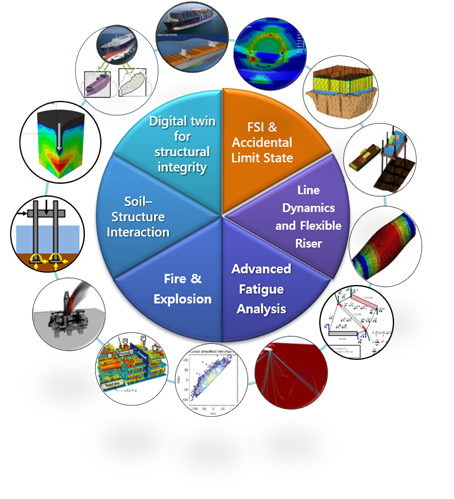 Digital twin
for
structural
integrity
FSI &
Accidental
Limit State
Line
Dynamics
and Flexible
Riser
Advanced
Fatigue
Analysis
Fire &
Explosion
Soil–
Structure
Interaction